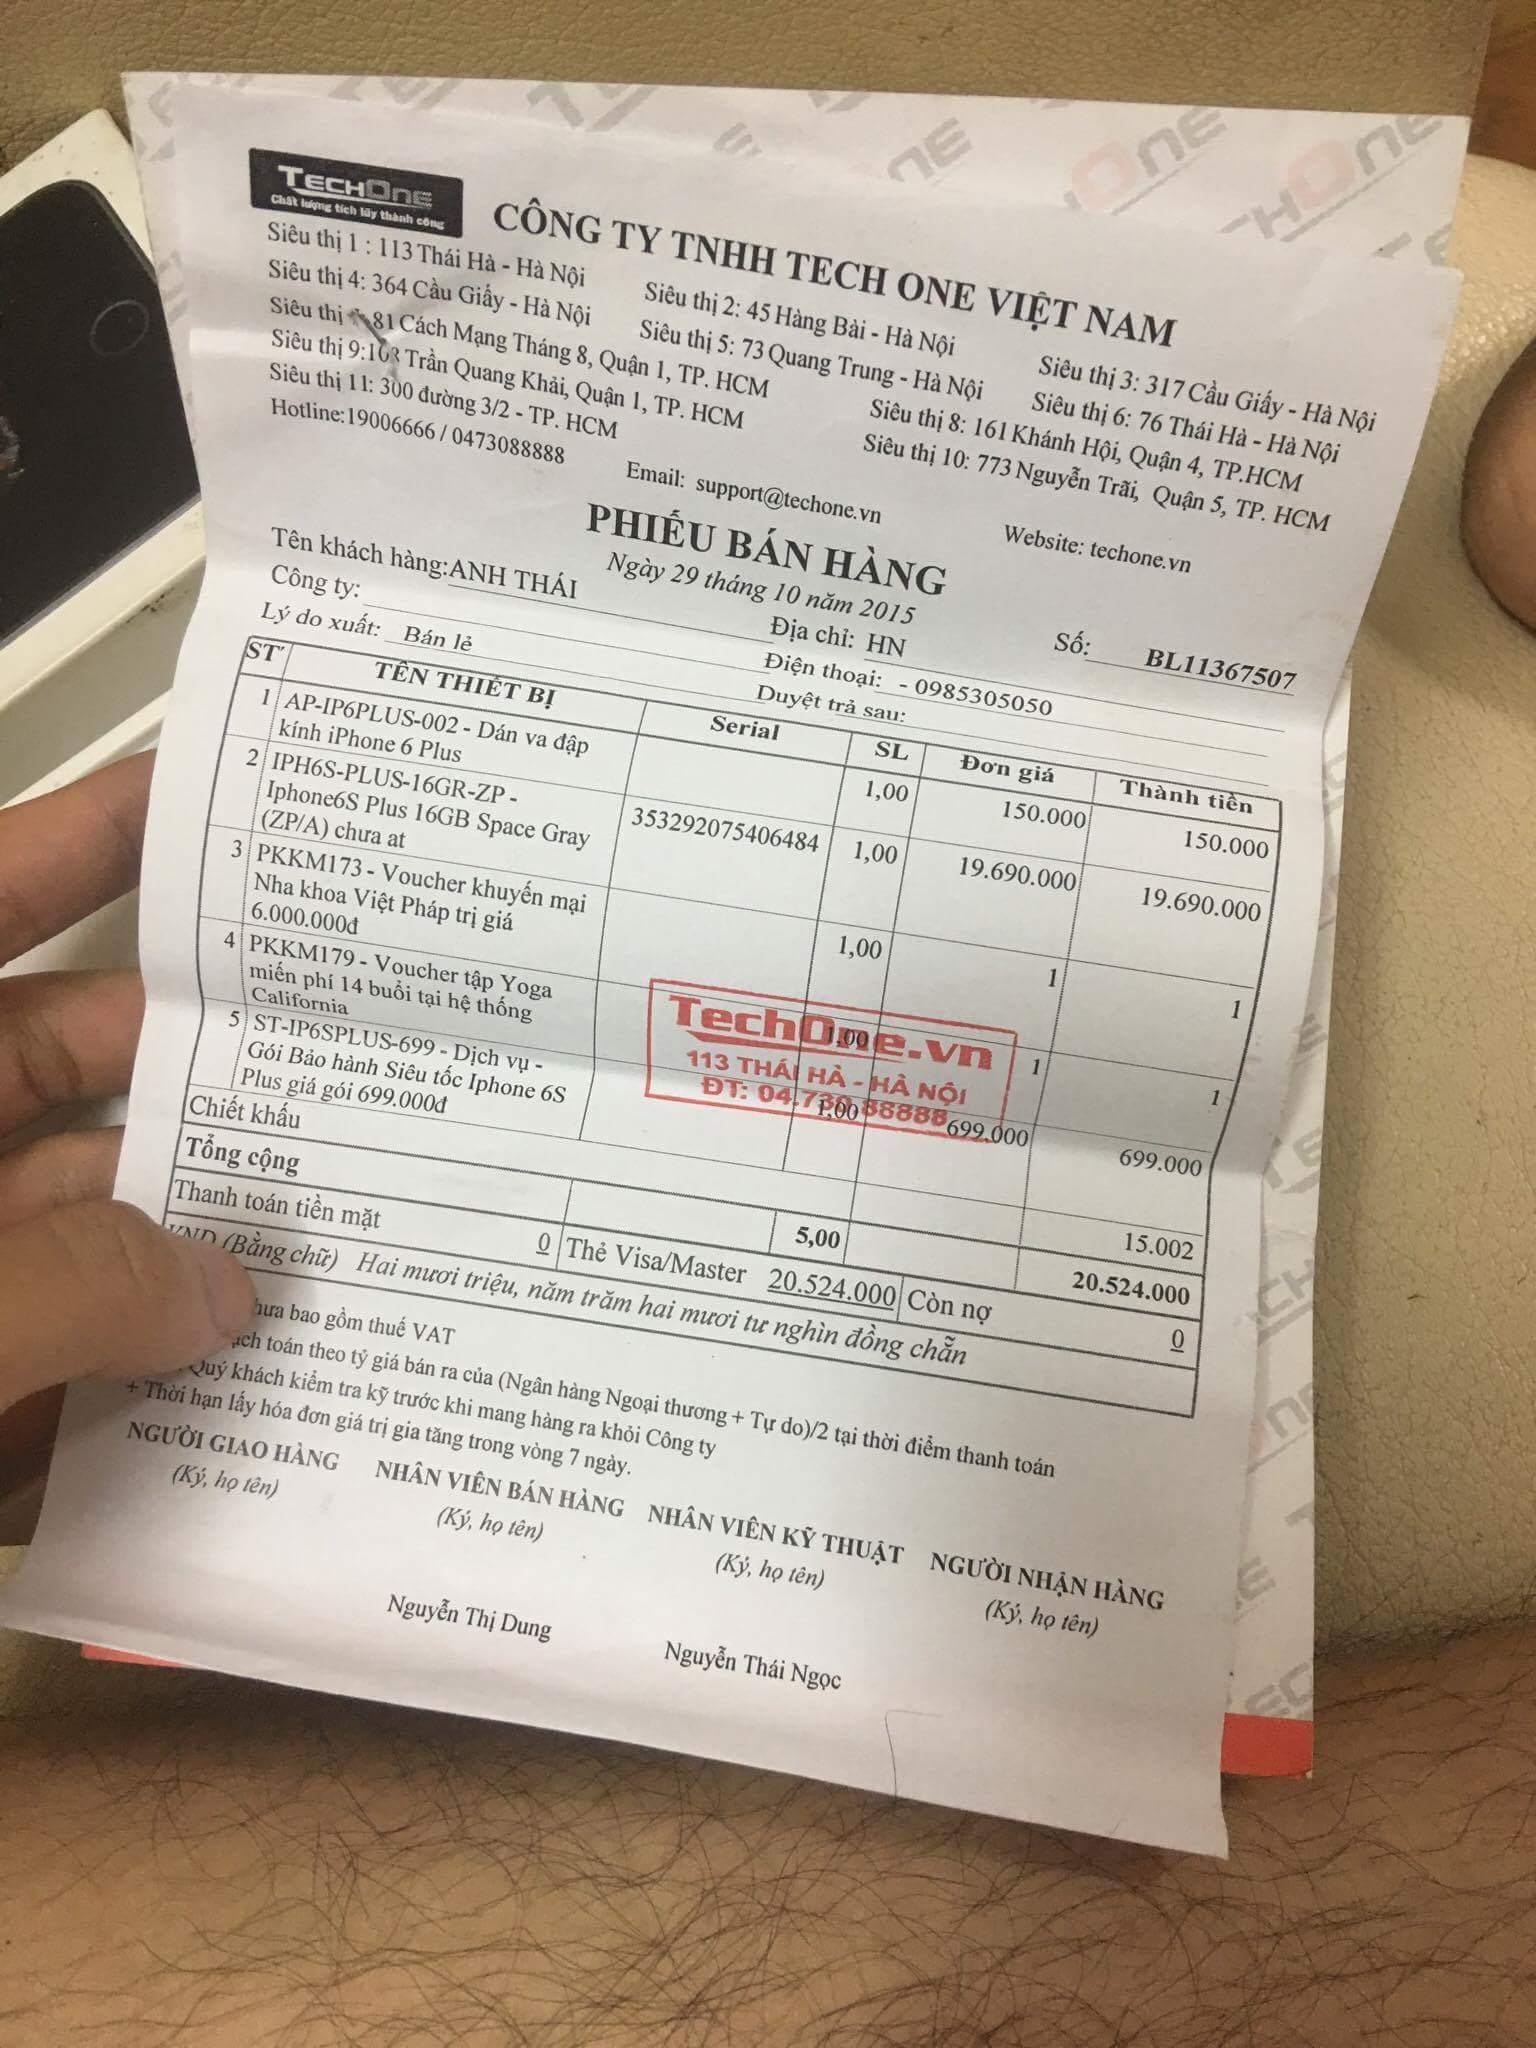 TECHONE
Chất lượng tích lũy thành công
CÔNG TY TNHH TECH ONE VIỆT NAM
Siêu thị 1 : 113 Thái Hà - Hà Nội Siêu thị 2: 45 Hàng Bài - Hà Nội Siêu thị 3: 317 Cầu Giấy - Hà Nội
Siêu thị 4: 364 Cầu Giấy - Hà Nội Siêu thị 5: 73 Quang Trung - Hà Nội Siêu thị 6: 76 Thái Hà - Hà Nội
Siêu thị 81 Cách Mạng Tháng 8, Quận 1, TP. HCM Siêu thị 8: 161 Khánh Hội, Quận 4, TP.HCM
Siêu thị 9: Trần Quang Khải, Quận 1, TP. HCM Siêu thị 10: 773 Nguyễn Trãi, Quận 5, TP. HCM
Siêu thị 11: 300 đường 3/2 - TP. HCM
Hotline:19006666 / 0473088888 Email: support@techone.vn Website: techone.vn
PHIẾU BÁN HÀNG
Ngày 29 tháng 10 năm 2015
Số: BL11367507
Tên khách hàng:ANH THÁI Địa chỉ: HN
Công ty: Điện thoại: - 0985305050
Lý do xuất: Bán lẻ Duyệt trả sau:
ST TÊN THIẾT BỊ Serial SL Đơn giá Thành tiền
1 AP-IP6PLUS-002 - Dán va đập 1,00 150.000 150.000
kính iPhone 6 Plus
2 IPH6S-PLUS-16GR-ZP - 353292075406484 1,00 19.690.000 19.690.000
Iphone6S Plus 16GB Space Gray
(ZP/A) chưa at
3 PKKM173 - Voucher khuyến mại 1,00 1 1
Nha khoa Việt Pháp trị giá
6.000.000đ
4 PKKM179 - Voucher tập Yoga 1,00 1 1
miến phí 14 buổi tại hệ thống
California
5 ST-IP6SPLUS-699 - Dịch vụ - 1,00 699.000 699.000
Gói Bảo hành Siêu tốc Iphone 6S
Plus giá gói 699.000đ
TechOne.vn
113 THÁI HÀ - HÀ NỘI
ĐT: 04.730 88888
Chiết khấu 15.002
Tổng cộng 5,00 20.524.000
Thanh toán tiền mặt 0 Thẻ Visa/Master 20.524.000 Còn nợ 0
(Bằng chữ) Hai mươi triệu, năm trăm hai mươi tư nghìn đồng chẵn
bao gồm thuế VAT
toán theo tỷ giá bán ra của (Ngân hàng Ngoại thương + Tự do)/2 tại thời điểm thanh toán
Quý khách kiểm tra kỹ trước khi mang hàng ra khỏi Công ty
+ Thời hạn lấy hóa đơn giá trị gia tăng trong vòng 7 ngày.
NGƯỜI GIAO HÀNG NHÂN VIÊN BÁN HÀNG NHÂN VIÊN KỸ THUẬT NGƯỜI NHẬN HÀNG
(Ký, họ tên) (Ký, họ tên) (Ký, họ tên) (Ký, họ tên)
Nguyễn Thị Dung Nguyễn Thái Ngọc